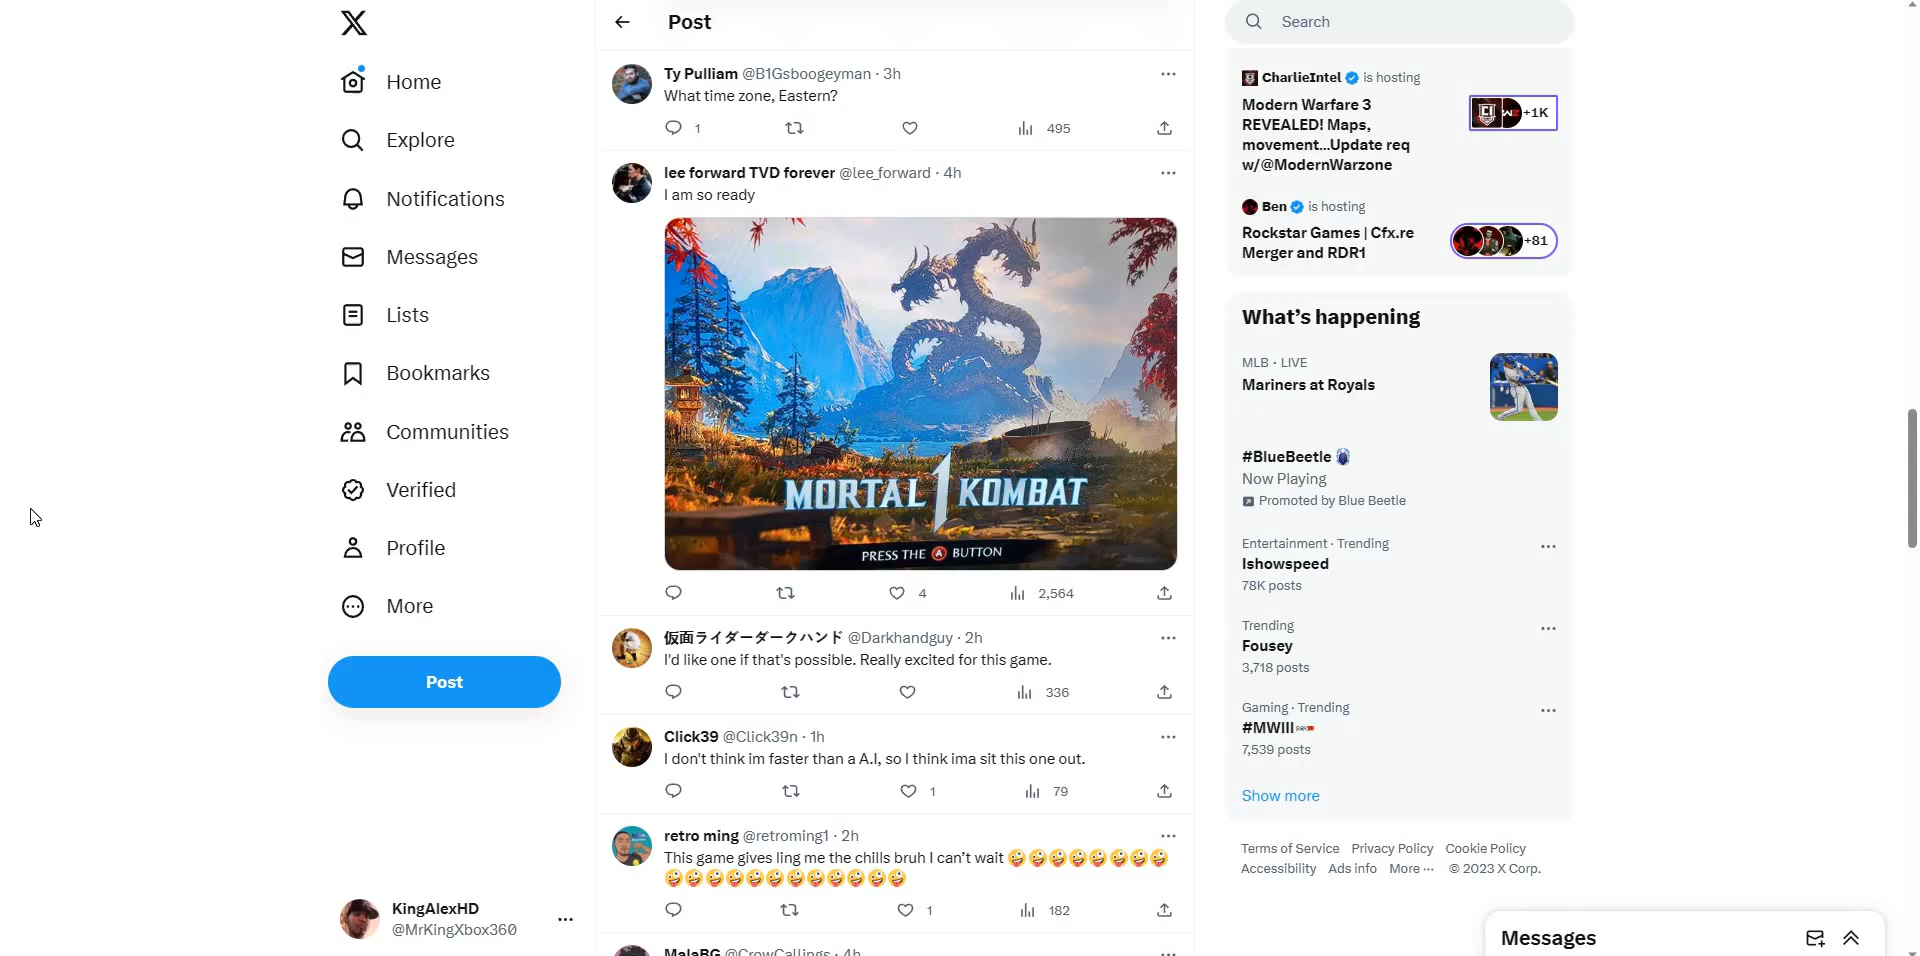 Home
Explore
Notifications
Messages
Lists
Bookmarks
Communities
Verified
Profile
More
Post
KingAlexHD
@MrKingXbox360
Post
Ty Pulliam @B1Gsboogeyman · 3h
What time zone, Eastern?
1 495
lee forward TVD forever @lee_forward · 4h
I am so ready
MORTAL 1 KOMBAT
PRESS THE A BUTTON
4 2,564
仮面ライダーダークハンド @Darkhandguy · 2h
I'd like one if that's possible. Really excited for this game.
336
Click39 @Click39n · 1h
I don't think im faster than a A.I, so I think ima sit this one out.
1 79
retro ming @retroming1 · 2h
This game gives ling me the chills bruh I can’t wait 🤪🤪🤪🤪🤪🤪🤪🤪
🤪🤪🤪🤪🤪🤪🤪🤪🤪🤪🤪🤪
1 182
MalaBG @CrowCallings · 4h
Search
CharlieIntel is hosting
Modern Warfare 3
REVEALED! Maps,
movement...Update req
w/@ModernWarzone
+1K
Ben is hosting
Rockstar Games | Cfx.re
Merger and RDR1
+81
What’s happening
MLB · LIVE
Mariners at Royals
#BlueBeetle
Now Playing
Promoted by Blue Beetle
Entertainment · Trending
Ishowspeed
78K posts
Trending
Fousey
3,718 posts
Gaming · Trending
#MWIII
7,539 posts
Show more
Terms of Service Privacy Policy Cookie Policy
Accessibility Ads info More ··· © 2023 X Corp.
Messages